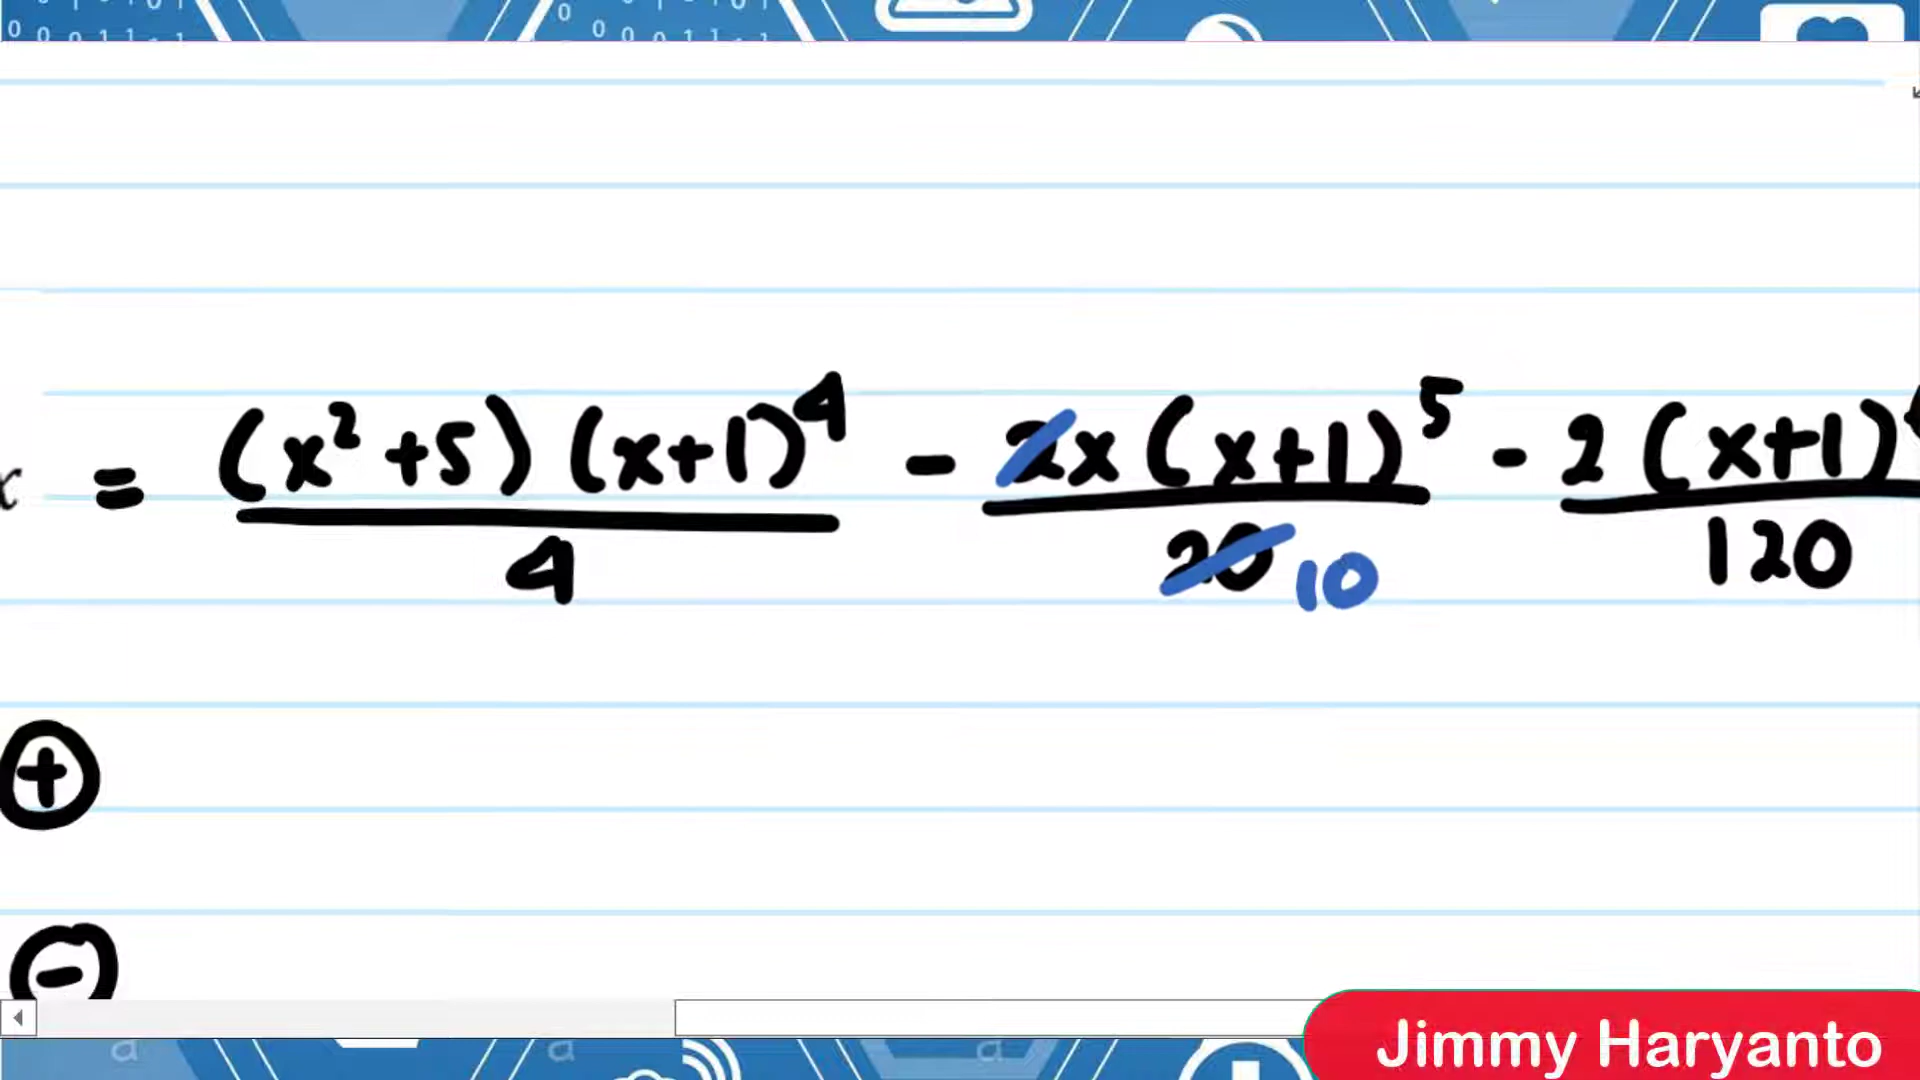 x = (x² + 5) (x+1)⁴ / 4 - 2x (x+1)⁵ / 20 10 - 2 (x+1) / 120
+
-
Jimmy Haryanto